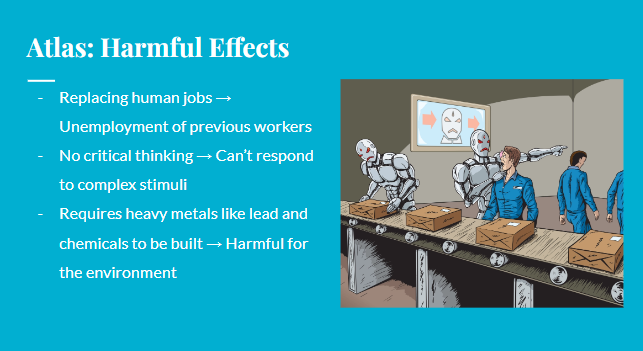 Atlas: Harmful Effects
- Replacing human jobs →
Unemployment of previous workers
- No critical thinking → Can't respond
to complex stimuli
- Requires heavy metals like lead and
chemicals to be built → Harmful for
the environment